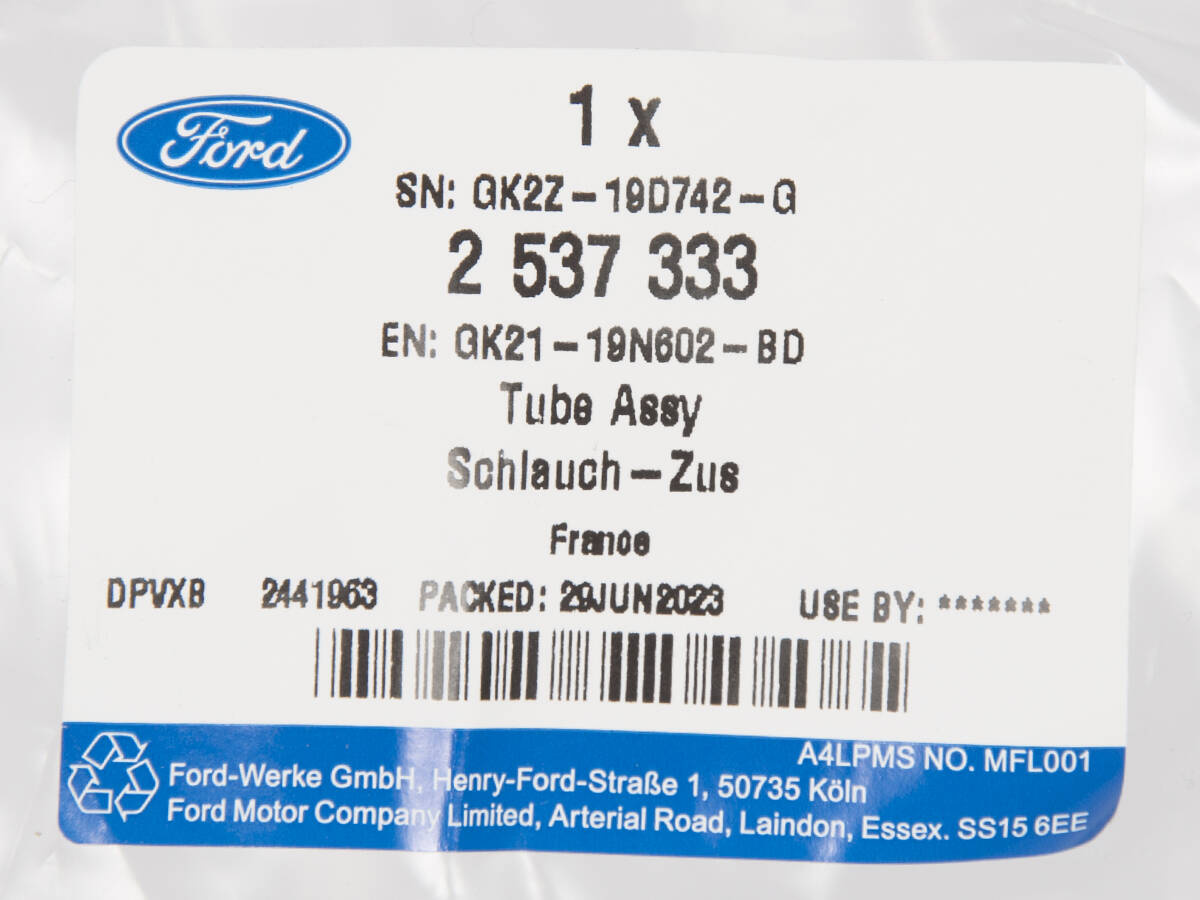 Ford
1 x
SN: GK2Z-19D742-G
2 537 333
EN: GK21-19N602-BD
Tube Assy
Schlauch-Zus
France
DPVXB 2441963 PACKED: 29JUN2023 USE BY: *******
A4LPMS NO. MFL001
Ford-Werke GmbH, Henry-Ford-Straße 1, 50735 Köln
Ford Motor Company Limited, Arterial Road, Laindon, Essex. SS15 6EE